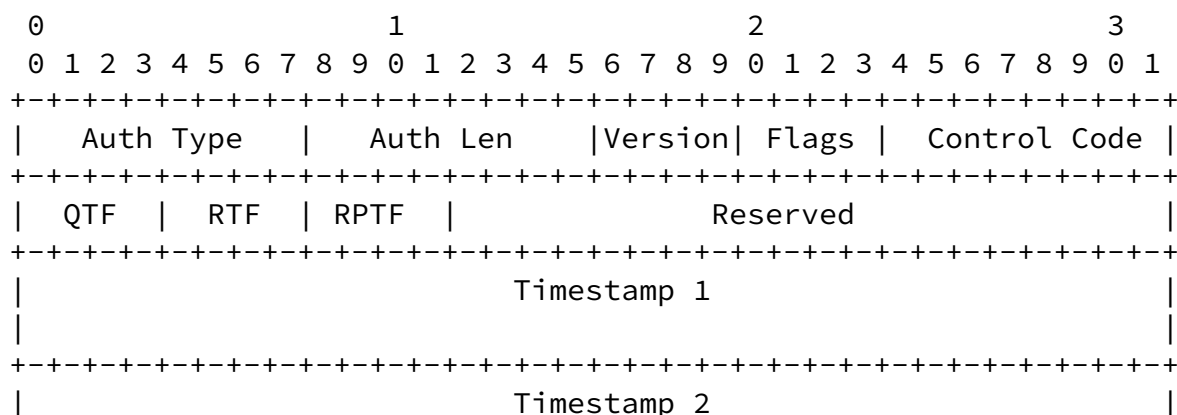 0                   1                   2                   3
 0 1 2 3 4 5 6 7 8 9 0 1 2 3 4 5 6 7 8 9 0 1 2 3 4 5 6 7 8 9 0 1
+-+-+-+-+-+-+-+-+-+-+-+-+-+-+-+-+-+-+-+-+-+-+-+-+-+-+-+-+-+-+-+-+
|   Auth Type   |   Auth Len    |Version| Flags |  Control Code |
+-+-+-+-+-+-+-+-+-+-+-+-+-+-+-+-+-+-+-+-+-+-+-+-+-+-+-+-+-+-+-+-+
|  QTF  |  RTF  | RPTF  |              Reserved                 |
+-+-+-+-+-+-+-+-+-+-+-+-+-+-+-+-+-+-+-+-+-+-+-+-+-+-+-+-+-+-+-+-+
|                           Timestamp 1                         |
|                                                               |
+-+-+-+-+-+-+-+-+-+-+-+-+-+-+-+-+-+-+-+-+-+-+-+-+-+-+-+-+-+-+-+-+
|                           Timestamp 2                         |